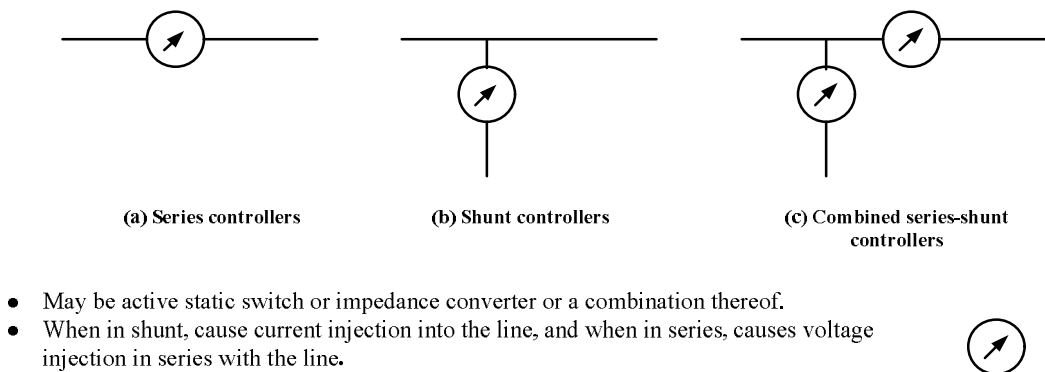 (a) Series controllers
(b) Shunt controllers
(c) Combined series-shunt
controllers
● May be active static switch or impedance converter or a combination thereof.
● When in shunt, cause current injection into the line, and when in series, causes voltage
injection in series with the line.